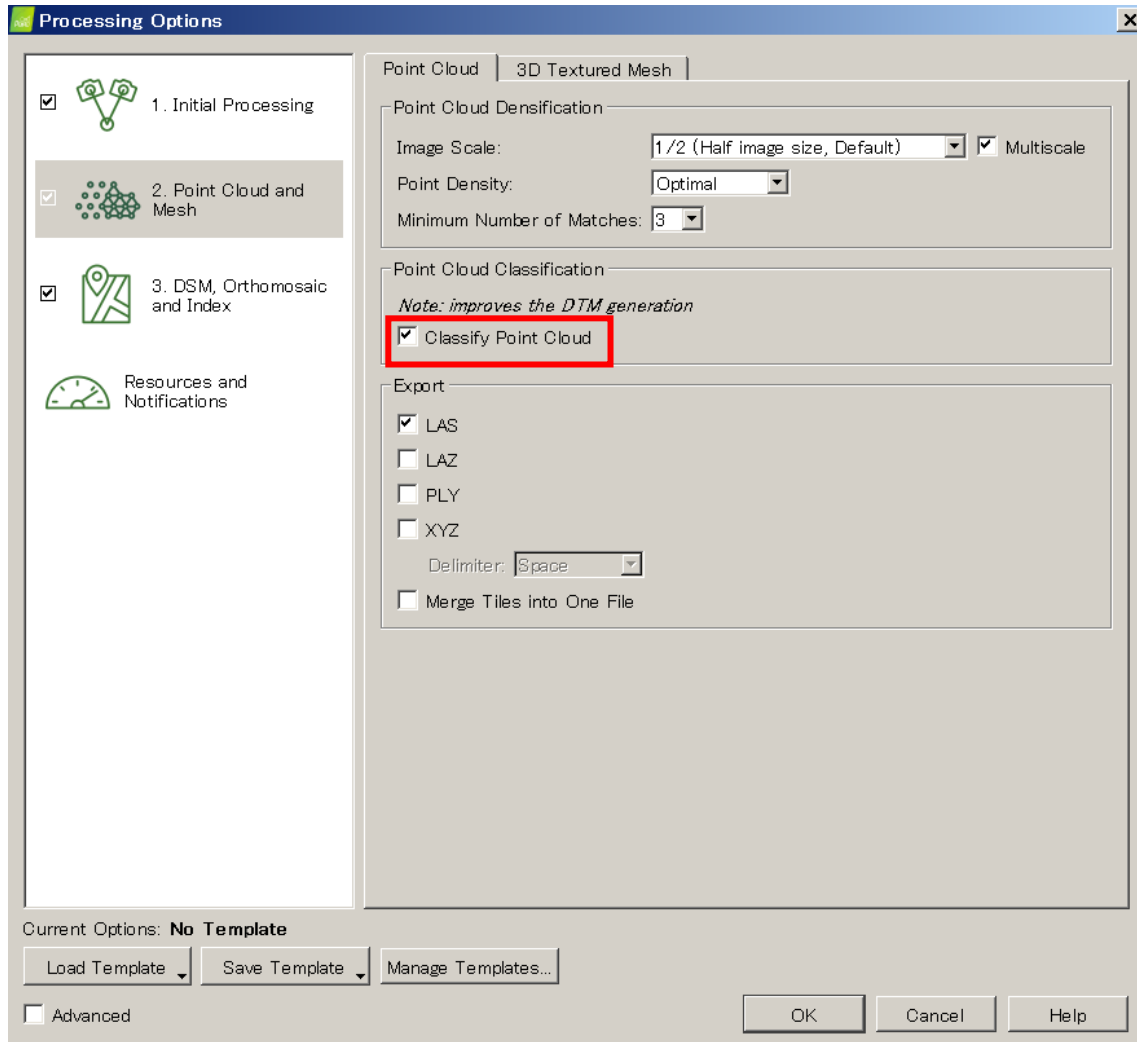 Processing Options
1. Initial Processing
2. Point Cloud and
Mesh
3. DSM, Orthomosaic
and Index
Resources and
Notifications
Point Cloud
3D Textured Mesh
Point Cloud Densification
Image Scale:
1/2 (Half image size, Default)
Multiscale
Point Density:
Optimal
Minimum Number of Matches:
3
Point Cloud Classification
Note: improves the DTM generation
Classify Point Cloud
Export
LAS
LAZ
PLY
XYZ
Delimiter:
Space
Merge Tiles into One File
Current Options: No Template
Load Template
Save Template
Manage Templates...
Advanced
OK
Cancel
Help